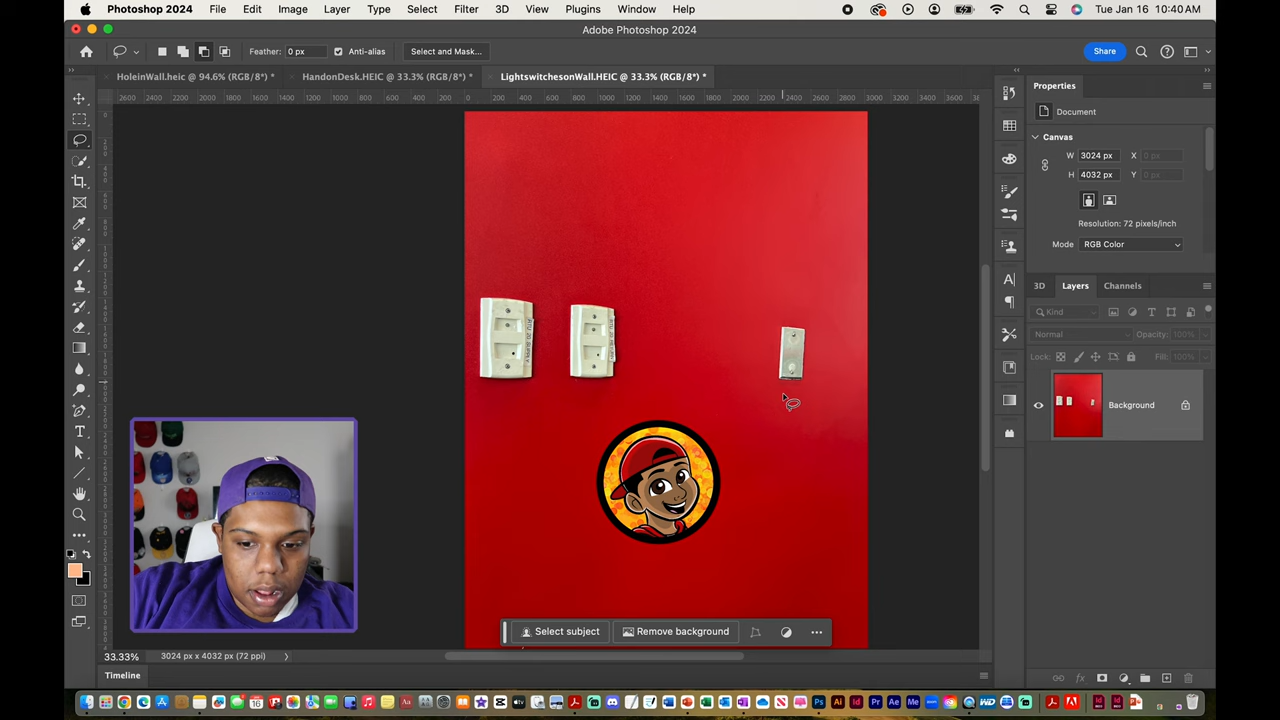 Photoshop 2024 File Edit Image Layer Type Select Filter 3D View Plugins Window Help Tue Jan 16 10:40 AM
Adobe Photoshop 2024
Feather: 0 px Anti-alias Select and Mask... Share
HoleinWall.heic @ 94.6% (RGB/8*) * HandonDesk.HEIC @ 33.3% (RGB/8*) * LightswitchesonWall.HEIC @ 33.3% (RGB/8*) *
Properties
Document
Canvas
W 3024 px X 0 px
H 4032 px Y 0 px
Resolution: 72 pixels/inch
Mode RGB Color
3D Layers Channels
Kind
Normal Opacity: 100%
Lock: Fill: 100%
Background
Select subject Remove background
33.33% 3024 px x 4032 px (72 ppi)
Timeline